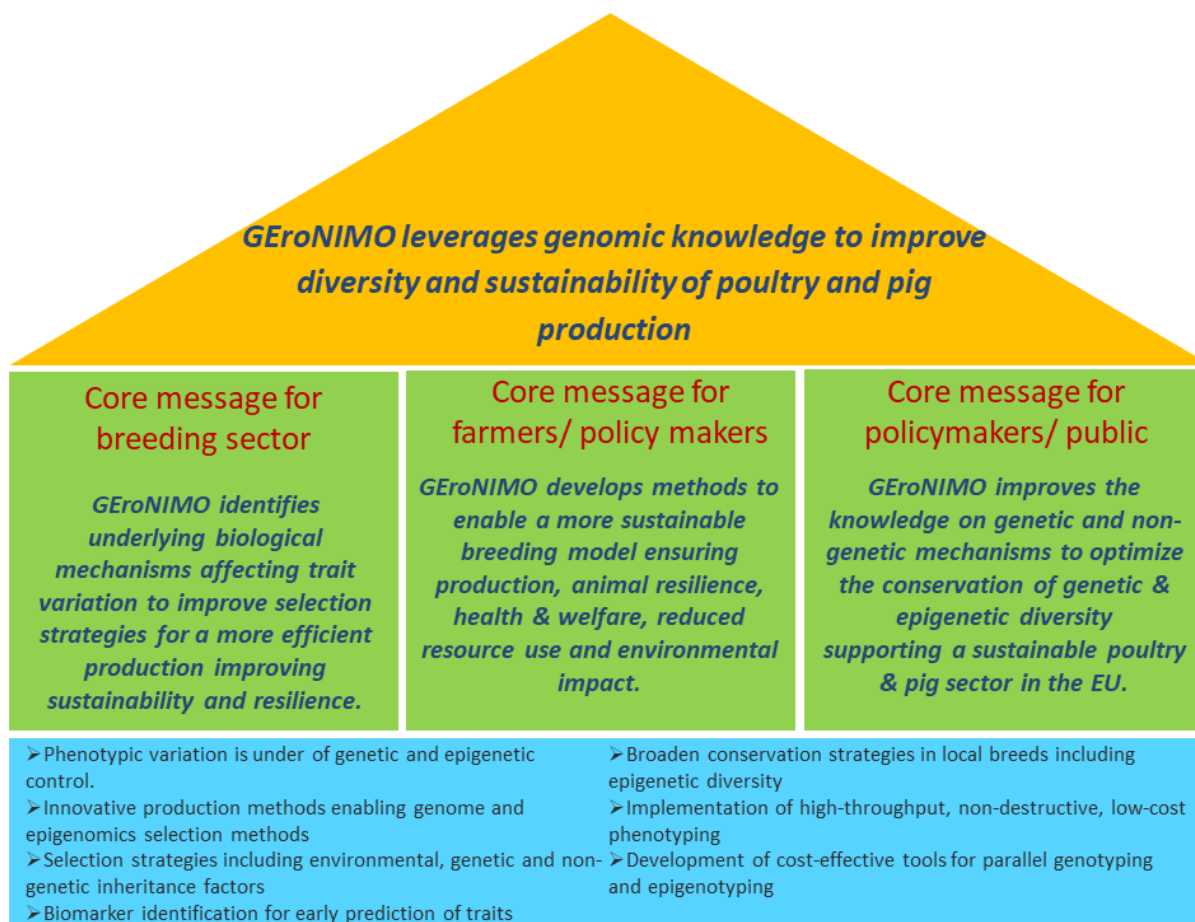 GEroNIMO leverages genomic knowledge to improve
diversity and sustainability of poultry and pig
production
Core message for
breeding sector
GEroNIMO identifies
underlying biological
mechanisms affecting trait
variation to improve selection
strategies for a more efficient
production improving
sustainability and resilience.
Core message for
farmers/ policy makers
GEroNIMO develops methods to
enable a more sustainable
breeding model ensuring
production, animal resilience,
health & welfare, reduced
resource use and environmental
impact.
Core message for
policymakers/ public
GEroNIMO improves the
knowledge on genetic and non-
genetic mechanisms to optimize
the conservation of genetic &
epigenetic diversity
supporting a sustainable poultry
& pig sector in the EU.
➢Phenotypic variation is under of genetic and epigenetic
control.
➢Innovative production methods enabling genome and
epigenomics selection methods
➢Selection strategies including environmental, genetic and non-
genetic inheritance factors
➢Biomarker identification for early prediction of traits
➢Broaden conservation strategies in local breeds including
epigenetic diversity
➢Implementation of high-throughput, non-destructive, low-cost
phenotyping
➢Development of cost-effective tools for parallel genotyping
and epigenotyping